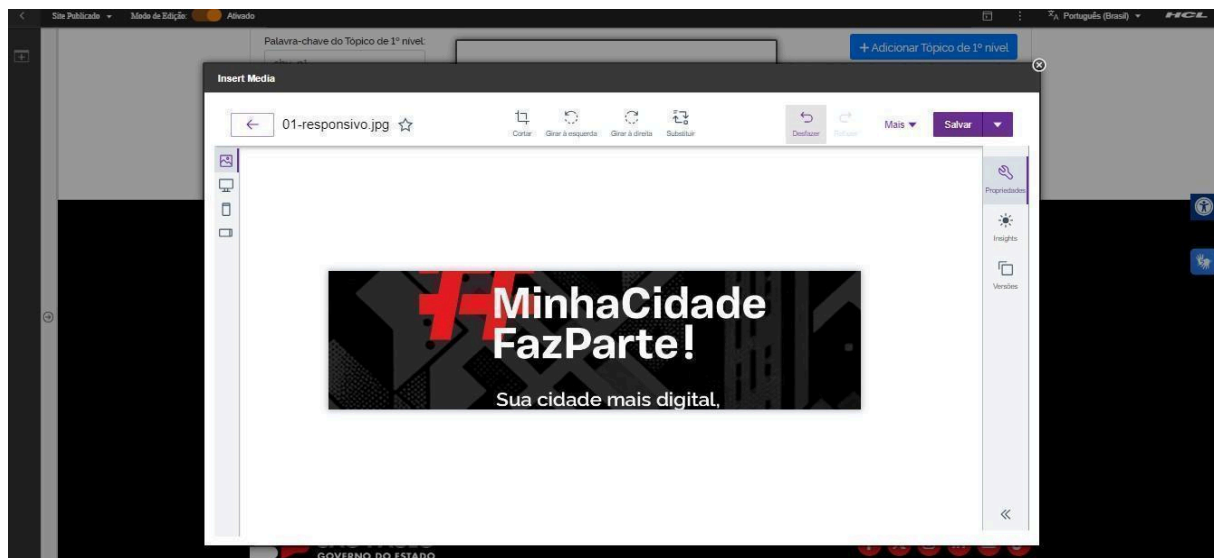 Site Publicado
Modo de Edição:
Ativado
Português (Brasil)
HCL
Palavra-chave do Tópico de 1º nível:
+ Adicionar Tópico de 1º nível
Insert Media
01-responsivo.jpg
Cortar
Girar à esquerda
Girar à direita
Substituir
Desfazer
Refazer
Mais
Salvar
Propriedades
Insights
Versões
#MinhaCidade
FazParte!
Sua cidade mais digital,
GOVERNO DO ESTADO